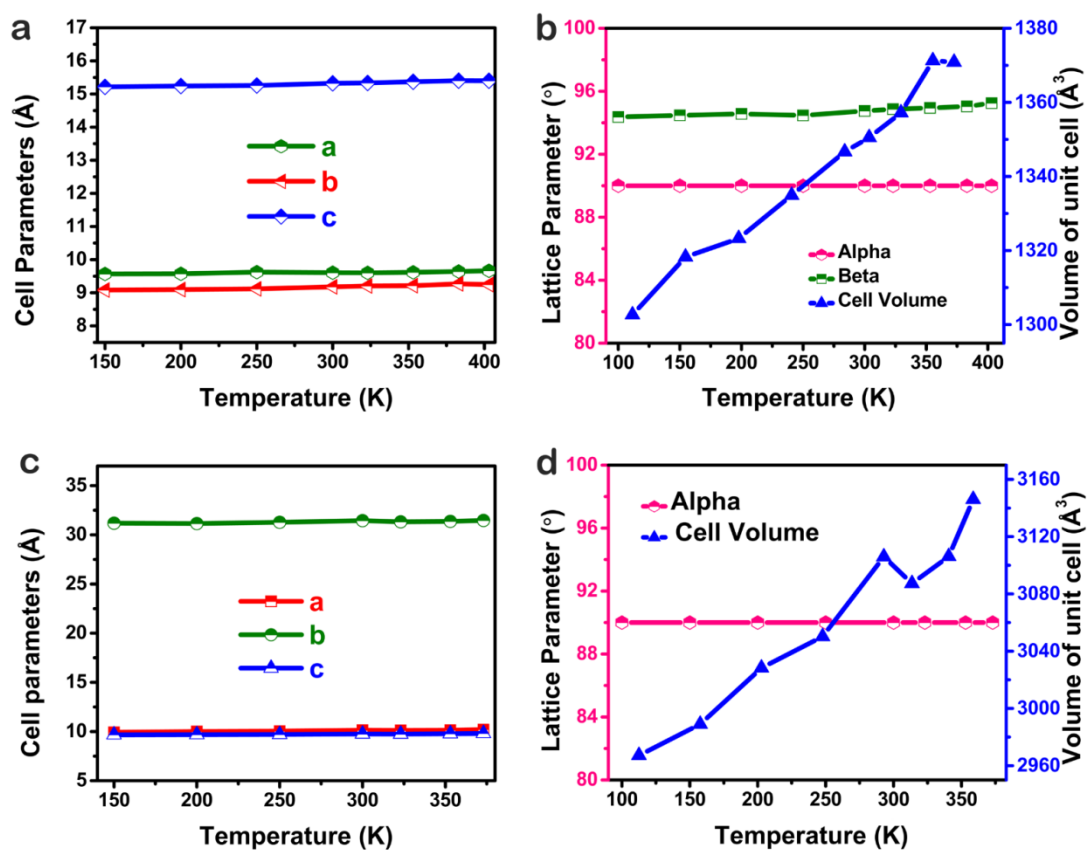 a
17
16
15
14
13
12
11
10
9
8
Cell Parameters (Å)
a
b
c
150 200 250 300 350 400
Temperature (K)
b
100
96
92
88
84
80
Lattice Parameter (°)
Alpha
Beta
Cell Volume
1380
1360
1340
1320
1300
Volume of unit cell (Å³)
100 150 200 250 300 350 400
Temperature (K)
c
35
30
25
20
15
10
5
Cell parameters (Å)
a
b
c
150 200 250 300 350
Temperature (K)
d
100
96
92
88
84
80
Lattice Parameter (°)
Alpha
Cell Volume
3160
3120
3080
3040
3000
2960
Volume of unit cell (Å³)
100 150 200 250 300 350
Temperature (K)